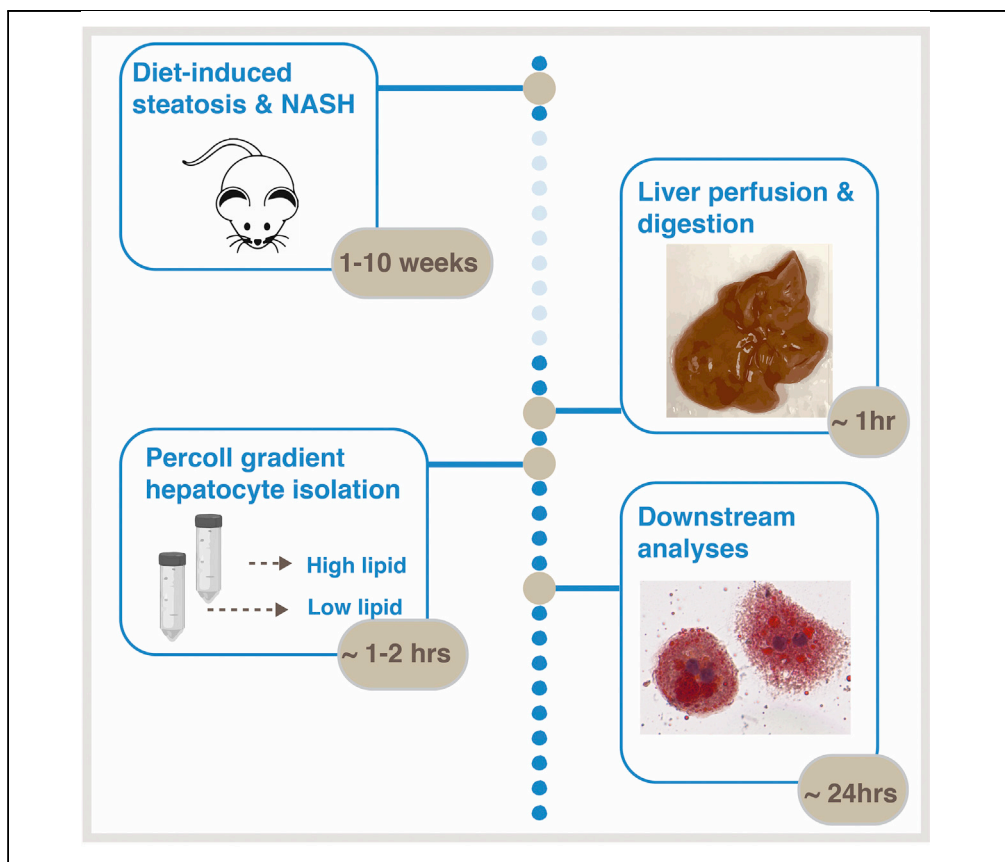 Diet-induced
steatosis & NASH
1-10 weeks
Liver perfusion &
digestion
~ 1hr
Percoll gradient
hepatocyte isolation
High lipid
Low lipid
~ 1-2 hrs
Downstream
analyses
~ 24hrs